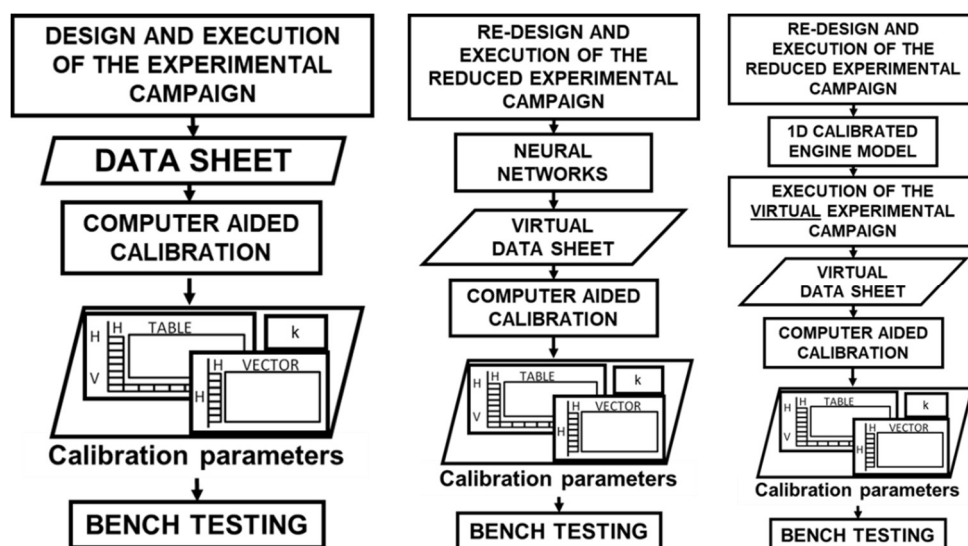 DESIGN AND EXECUTION
OF THE EXPERIMENTAL
CAMPAIGN
DATA SHEET
COMPUTER AIDED
CALIBRATION
H
TABLE
k
H
V
H
VECTOR
H
Calibration parameters
BENCH TESTING
RE-DESIGN AND
EXECUTION OF THE
REDUCED EXPERIMENTAL
CAMPAIGN
NEURAL
NETWORKS
VIRTUAL
DATA SHEET
COMPUTER AIDED
CALIBRATION
H
TABLE
k
H
V
H
VECTOR
H
Calibration parameters
BENCH TESTING
RE-DESIGN AND
EXECUTION OF THE
REDUCED EXPERIMENTAL
CAMPAIGN
1D CALIBRATED
ENGINE MODEL
EXECUTION OF THE
VIRTUAL EXPERIMENTAL
CAMPAIGN
VIRTUAL
DATA SHEET
COMPUTER AIDED
CALIBRATION
H
TABLE
k
H
V
H
VECTOR
H
Calibration parameters
BENCH TESTING